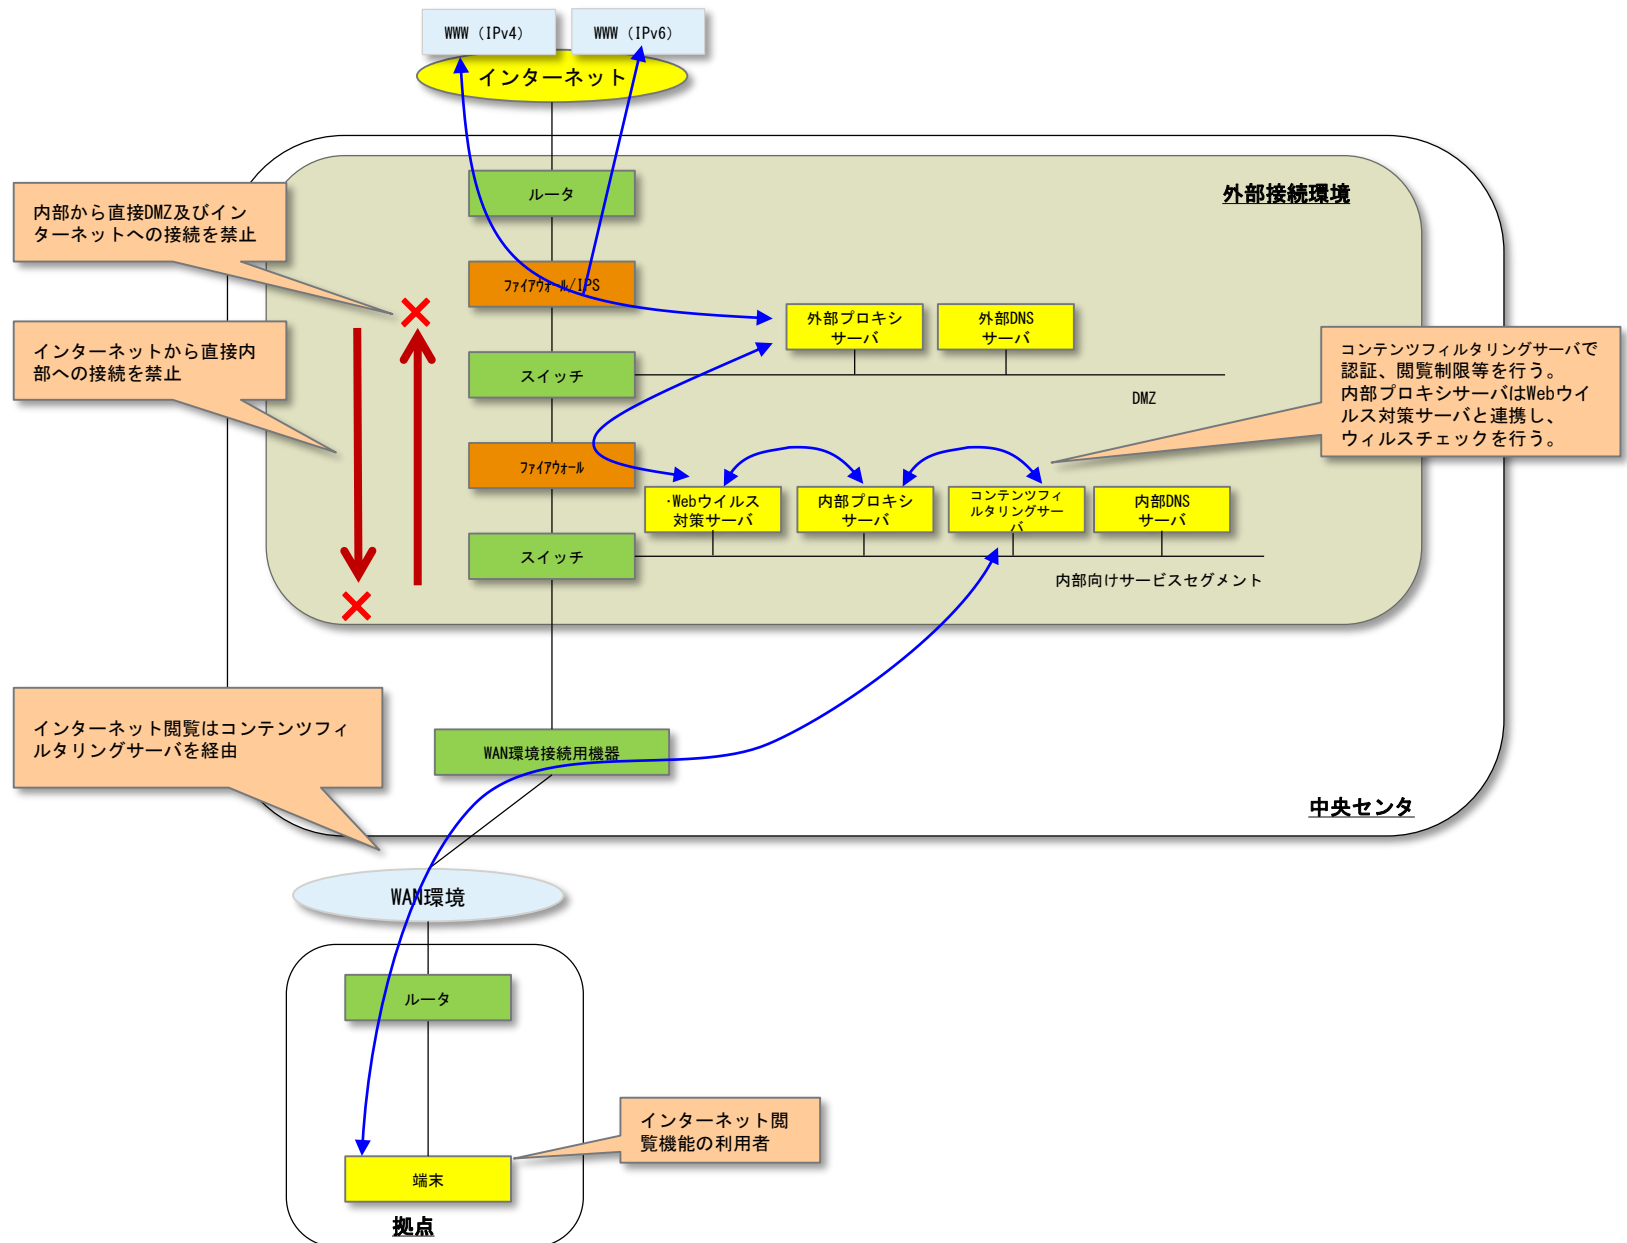 WWW（IPv4）
WWW（IPv6）
インターネット
ルータ
外部接続環境
内部から直接DMZ及びイン
ターネットへの接続を禁止
ファイアウォール/IPS
外部プロキシ
サーバ
外部DNS
サーバ
インターネットから直接内
部への接続を禁止
スイッチ
DMZ
コンテンツフィルタリングサーバで
認証、閲覧制限等を行う。
内部プロキシサーバはWebウイ
ルス対策サーバと連携し、
ウィルスチェックを行う。
ファイアウォール
・Webウイルス
対策サーバ
内部プロキシ
サーバ
コンテンツフィ
ルタリングサー
バ
内部DNS
サーバ
スイッチ
内部向けサービスセグメント
インターネット閲覧はコンテンツフィ
ルタリングサーバを経由
WAN環境接続用機器
中央センタ
WAN環境
ルータ
インターネット閲
覧機能の利用者
端末
拠点